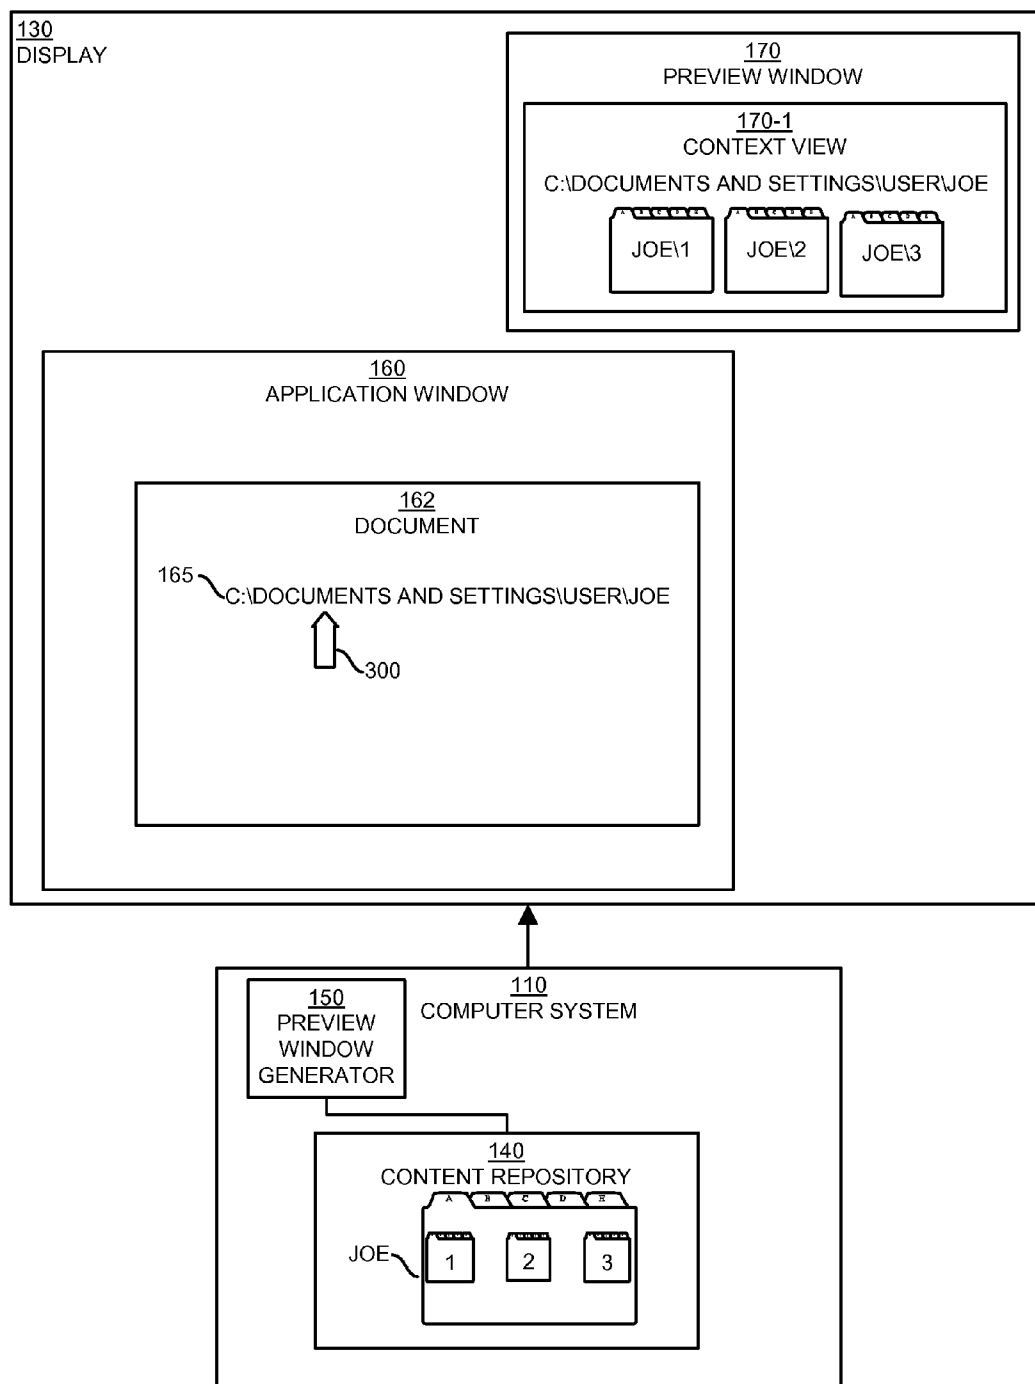 130
DISPLAY
170
PREVIEW WINDOW
170-1
CONTEXT VIEW
C:\DOCUMENTS AND SETTINGS\USER\JOE
A B C D E
A B C D E
A B C D E
JOE\1
JOE\2
JOE\3
160
APPLICATION WINDOW
162
DOCUMENT
165
C:\DOCUMENTS AND SETTINGS\USER\JOE
300
110
COMPUTER SYSTEM
150
PREVIEW
WINDOW
GENERATOR
140
CONTENT REPOSITORY
A B C D E
JOE
1
2
3